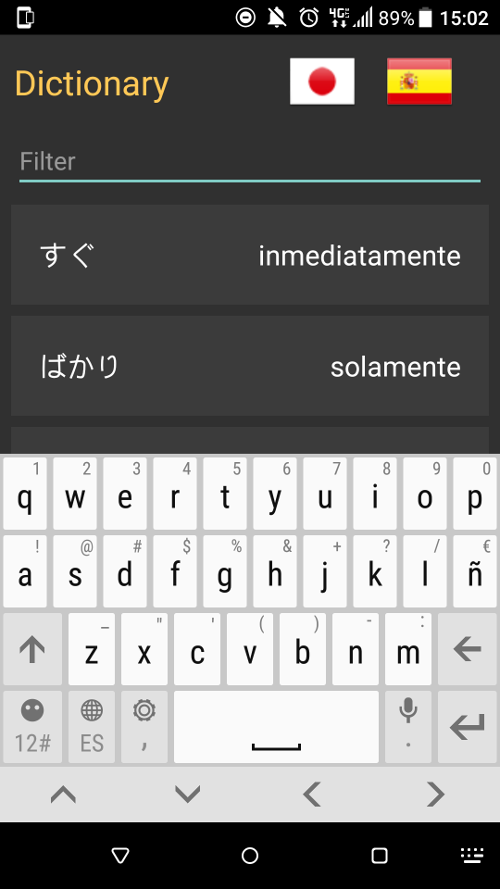 4G 89% 15:02
Dictionary
Filter
すぐ inmediatamente
ばかり solamente
1 2 3 4 5 6 7 8 9 0
q w e r t y u i o p
! @ # $ % & + ? / €
a s d f g h j k l ñ
_ " ' ( ) - :
z x c v b n m
12# ES , .